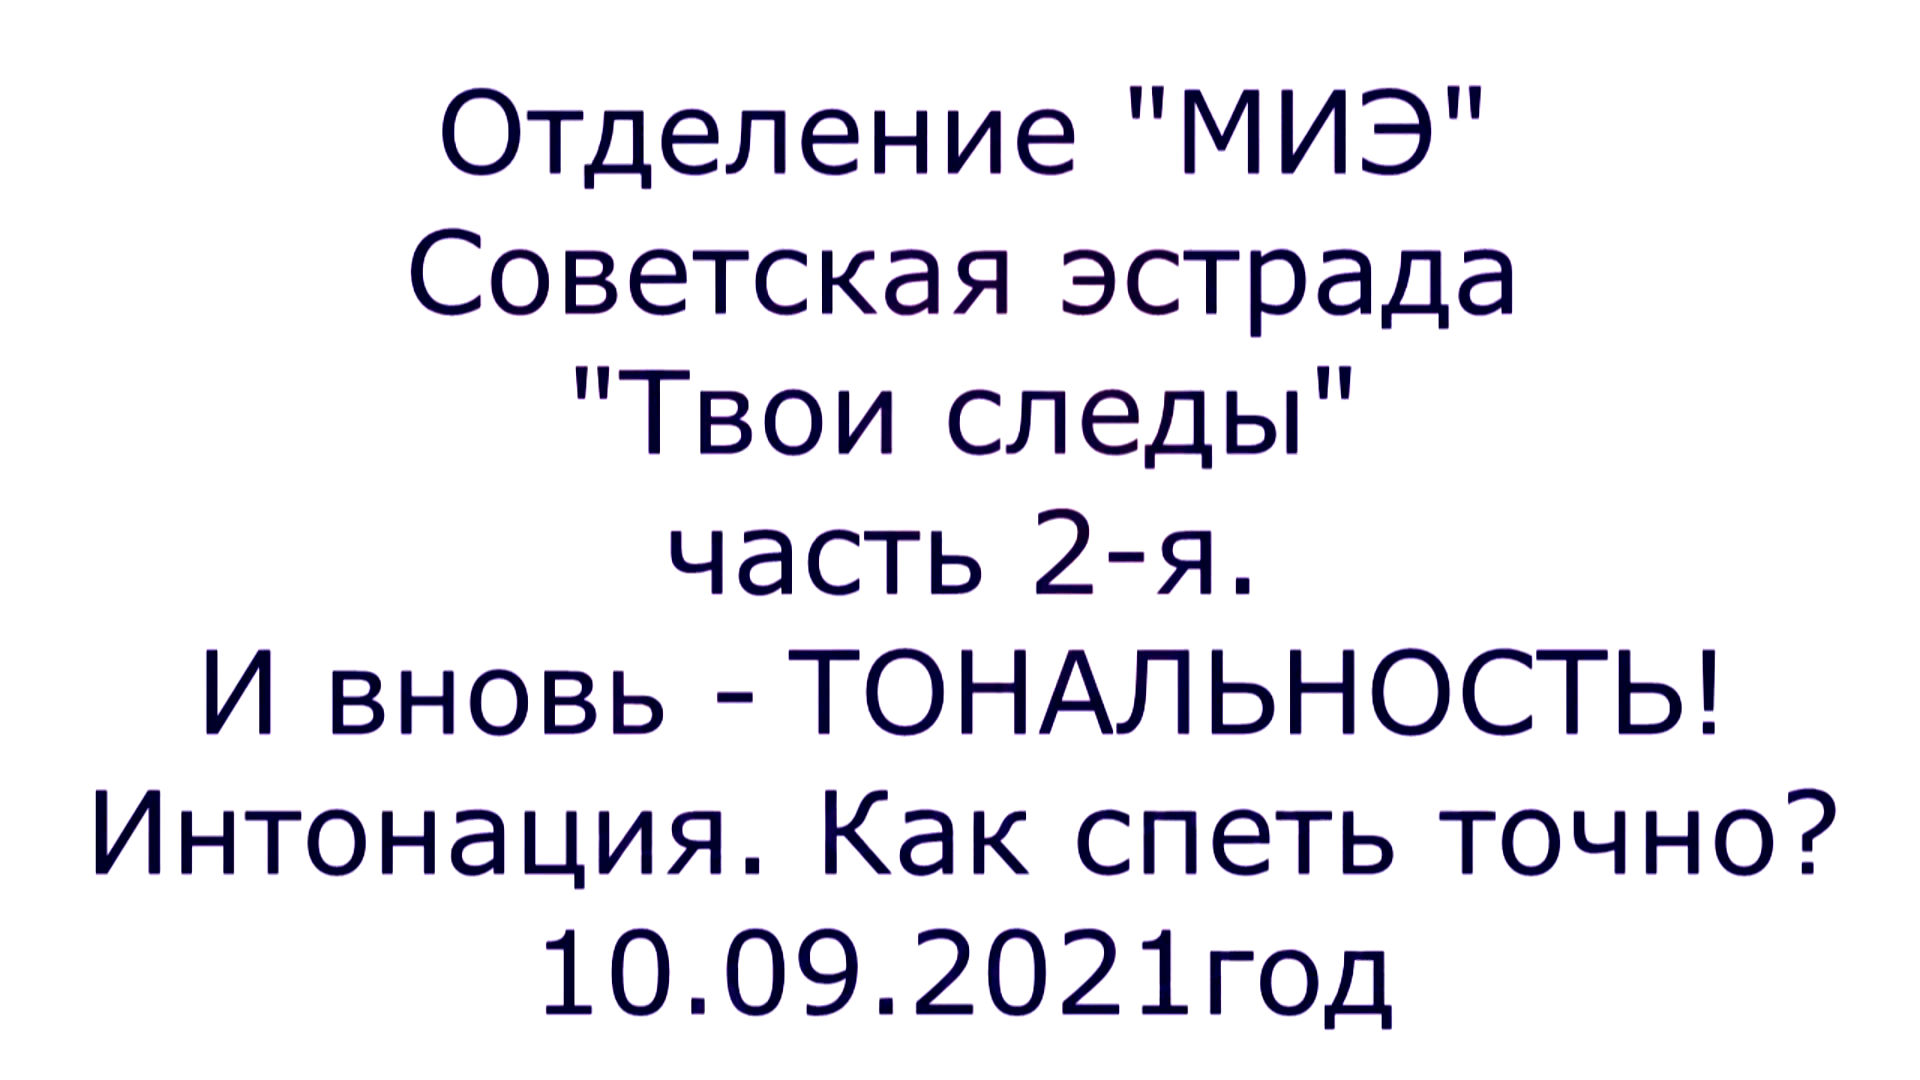 Отделение "МИЭ"
Советская эстрада
"Твои следы"
часть 2-я.
И вновь - ТОНАЛЬНОСТЬ!
Интонация. Как спеть точно?
10.09.2021год